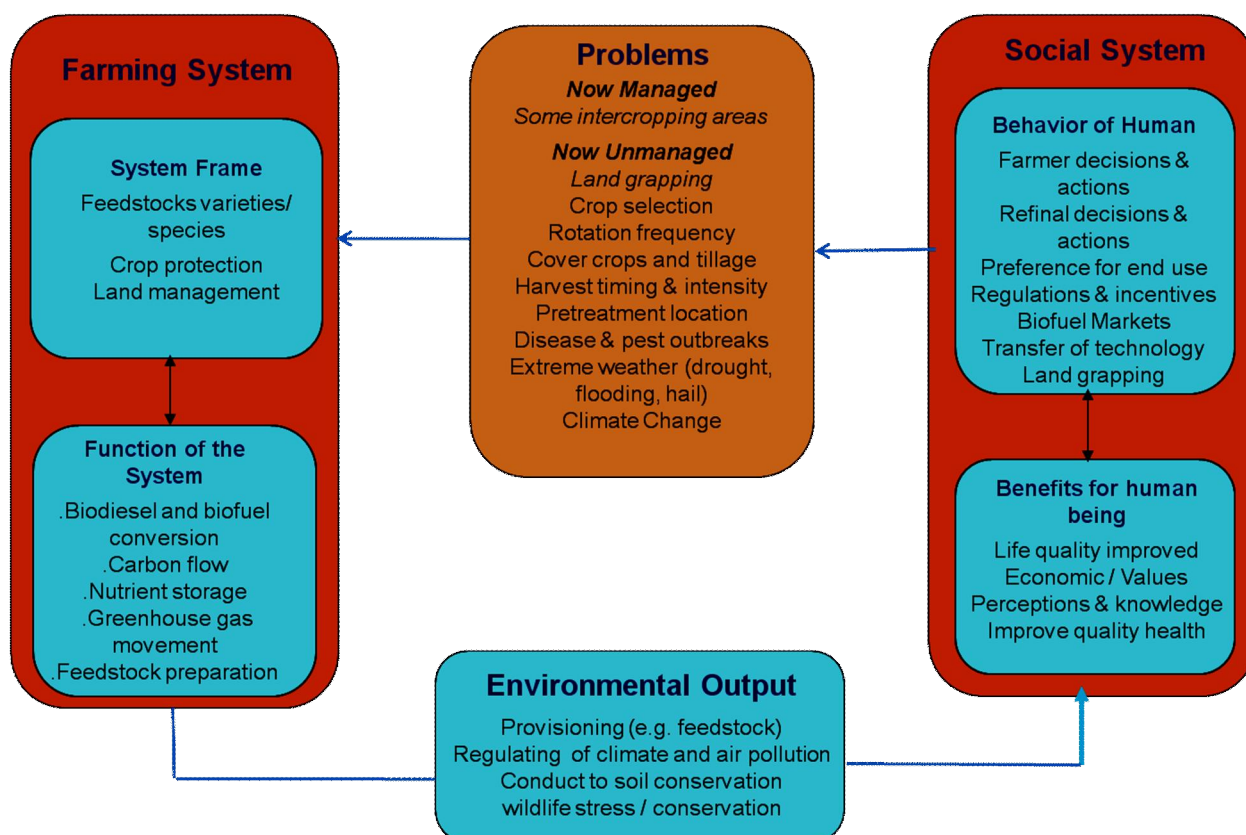 Farming System
System Frame
Feedstocks varieties/
species
Crop protection
Land management
Function of the
System
.Biodiesel and biofuel
conversion
.Carbon flow
.Nutrient storage
.Greenhouse gas
movement
.Feedstock preparation
Problems
Now Managed
Some intercropping areas
Now Unmanaged
Land grapping
Crop selection
Rotation frequency
Cover crops and tillage
Harvest timing & intensity
Pretreatment location
Disease & pest outbreaks
Extreme weather (drought,
flooding, hail)
Climate Change
Social System
Behavior of Human
Farmer decisions &
actions
Refinal decisions &
actions
Preference for end use
Regulations & incentives
Biofuel Markets
Transfer of technology
Land grapping
Benefits for human
being
Life quality improved
Economic / Values
Perceptions & knowledge
Improve quality health
Environmental Output
Provisioning (e.g. feedstock)
Regulating of climate and air pollution
Conduct to soil conservation
wildlife stress / conservation